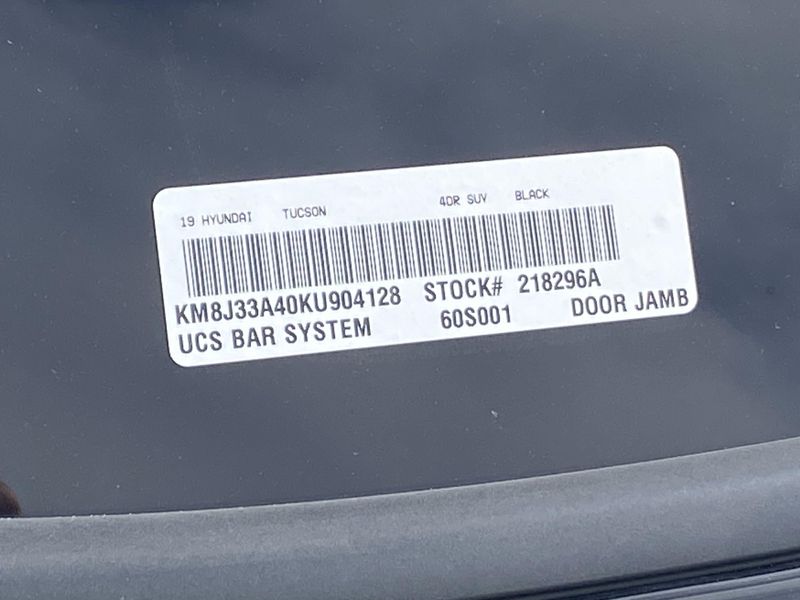 19 HYUNDAI TUCSON 4DR SUV BLACK
KM8J33A40KU904128 STOCK# 218296A
UCS BAR SYSTEM 60S001 DOOR JAMB